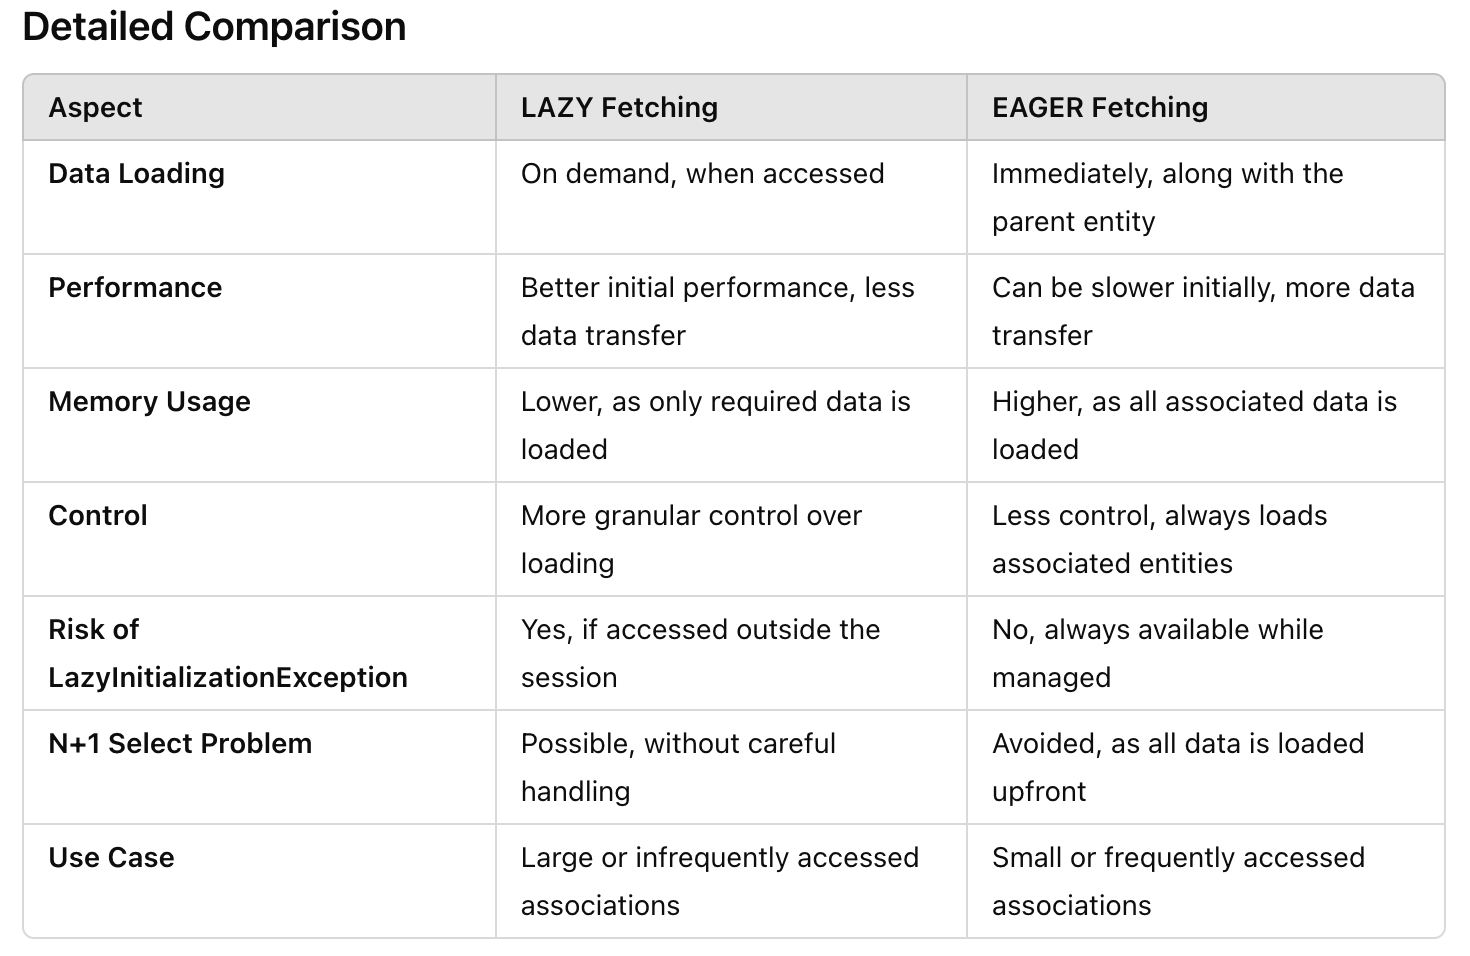 Detailed Comparison
Aspect
LAZY Fetching
EAGER Fetching
Data Loading
On demand, when accessed
Immediately, along with the
parent entity
Performance
Better initial performance, less
data transfer
Can be slower initially, more data
transfer
Memory Usage
Lower, as only required data is
loaded
Higher, as all associated data is
loaded
Control
More granular control over
loading
Less control, always loads
associated entities
Risk of
LazyInitializationException
Yes, if accessed outside the
session
No, always available while
managed
N+1 Select Problem
Possible, without careful
handling
Avoided, as all data is loaded
upfront
Use Case
Large or infrequently accessed
associations
Small or frequently accessed
associations